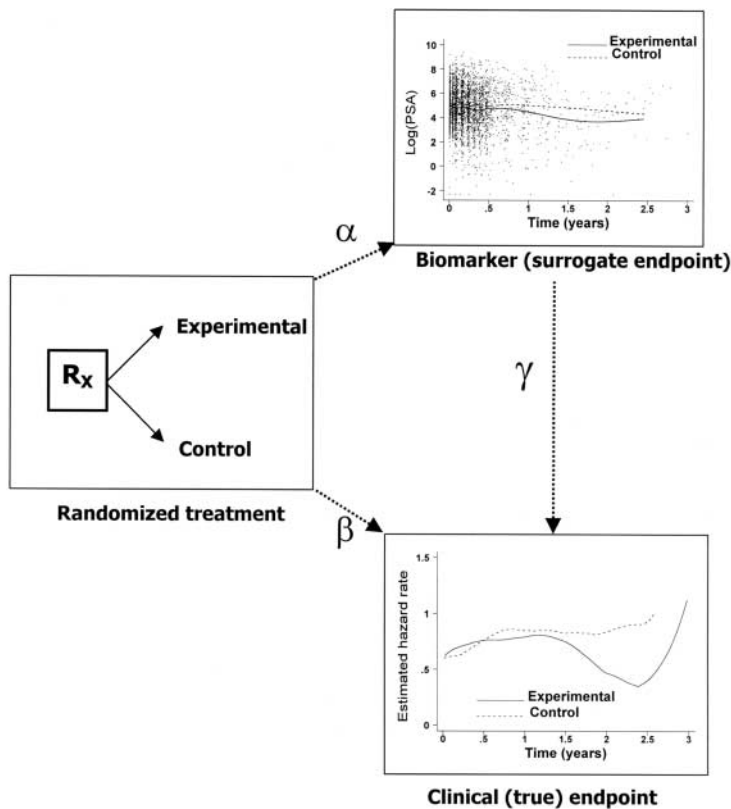 Experimental
Control
10
8
6
4
2
0
-2
Log(PSA)
0 .5 1 1.5 2 2.5 3
Time (years)
Biomarker (surrogate endpoint)
α
Experimental
Rx
Control
Randomized treatment
γ
β
1.5
1
.5
0
Estimated hazard rate
Experimental
Control
0 .5 1 1.5 2 2.5 3
Time (years)
Clinical (true) endpoint